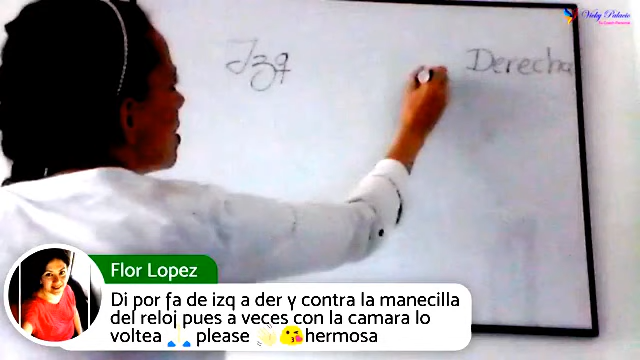 Vicky Palacio
Izq
Derecha
Flor Lopez
Di por fa de izq a der y contra la manecilla
del reloj pues a veces con la camara lo
voltea 🙏 please 👏😘hermosa